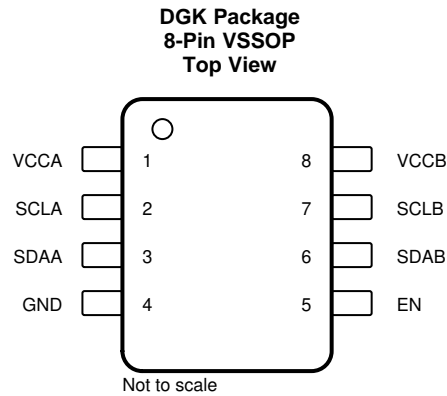 DGK Package
8-Pin VSSOP
Top View
VCCA 1 8 VCCB
SCLA 2 7 SCLB
SDAA 3 6 SDAB
GND 4 5 EN
Not to scale